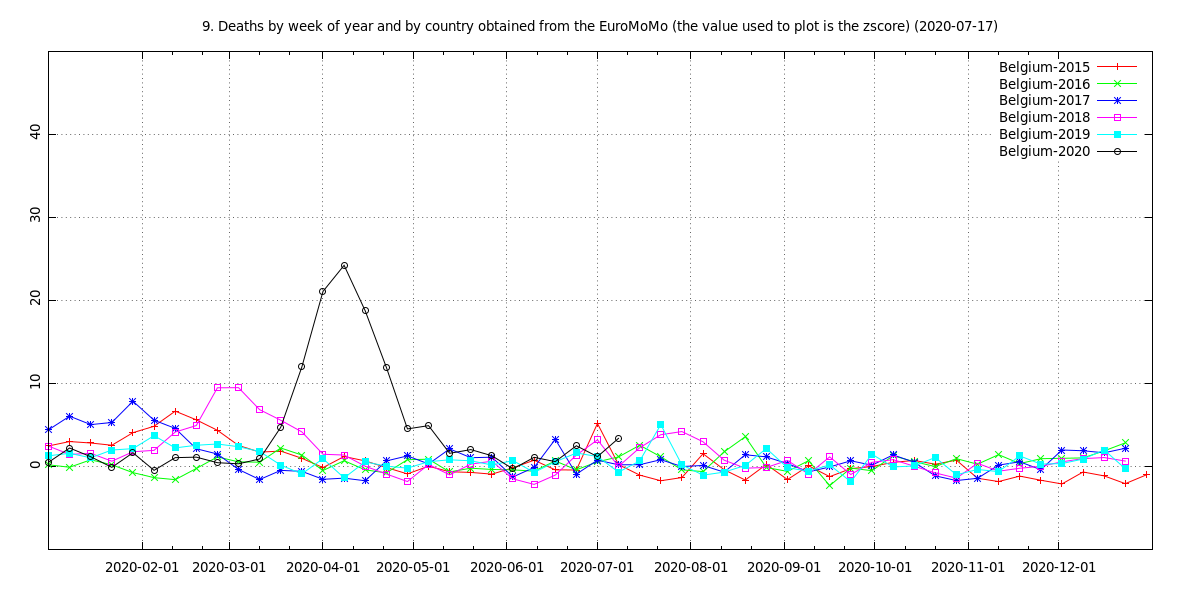 9. Deaths by week of year and by country obtained from the EuroMoMo (the value used to plot is the zscore) (2020-07-17)
Belgium-2015
Belgium-2016
Belgium-2017
Belgium-2018
Belgium-2019
Belgium-2020
40
30
20
10
0
2020-02-01 2020-03-01 2020-04-01 2020-05-01 2020-06-01 2020-07-01 2020-08-01 2020-09-01 2020-10-01 2020-11-01 2020-12-01